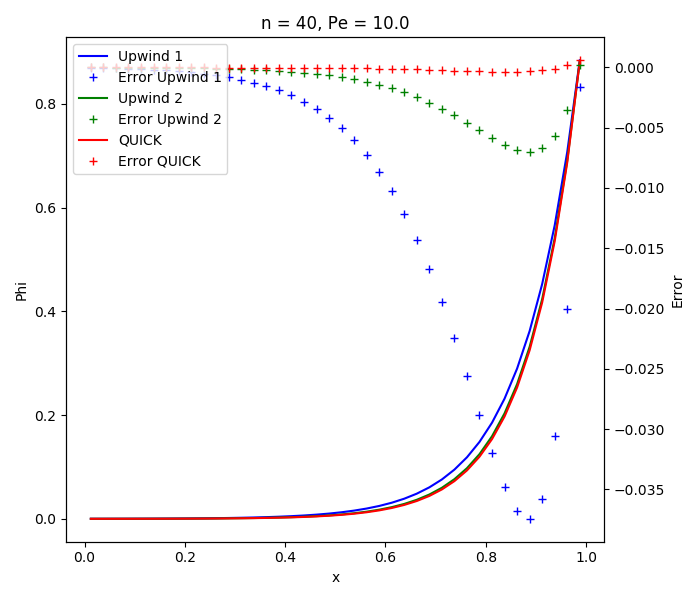 n = 40, Pe = 10.0
Upwind 1
Error Upwind 1
Upwind 2
Error Upwind 2
QUICK
Error QUICK
0.8
0.6
0.4
0.2
0.0
Phi
0.000
−0.005
−0.010
−0.015
−0.020
−0.025
−0.030
−0.035
Error
0.0 0.2 0.4 0.6 0.8 1.0
x